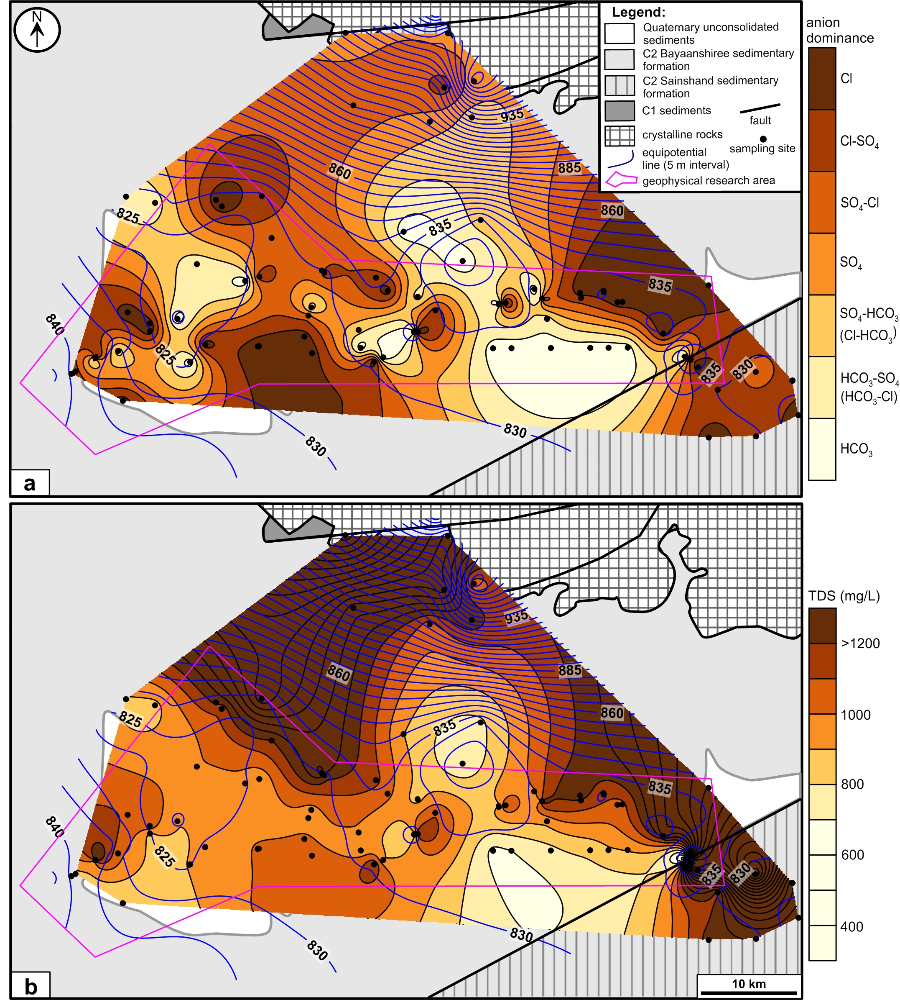 N
Legend:
Quaternary unconsolidated
sediments
C2 Bayaanshiree sedimentary
formation
C2 Sainshand sedimentary
formation
C1 sediments
fault
crystalline rocks
sampling site
equipotential
line (5 m interval)
geophysical research area
anion
dominance
Cl
Cl-SO4
SO4-Cl
SO4
SO4-HCO3
(Cl-HCO3)
HCO3-SO4
(HCO3-Cl)
HCO3
935
860
885
825
860
835
835
840
825
835
830
830
830
a
935
860
885
825
860
835
835
840
825
835
830
830
830
TDS (mg/L)
>1200
1000
800
600
400
10 km
b